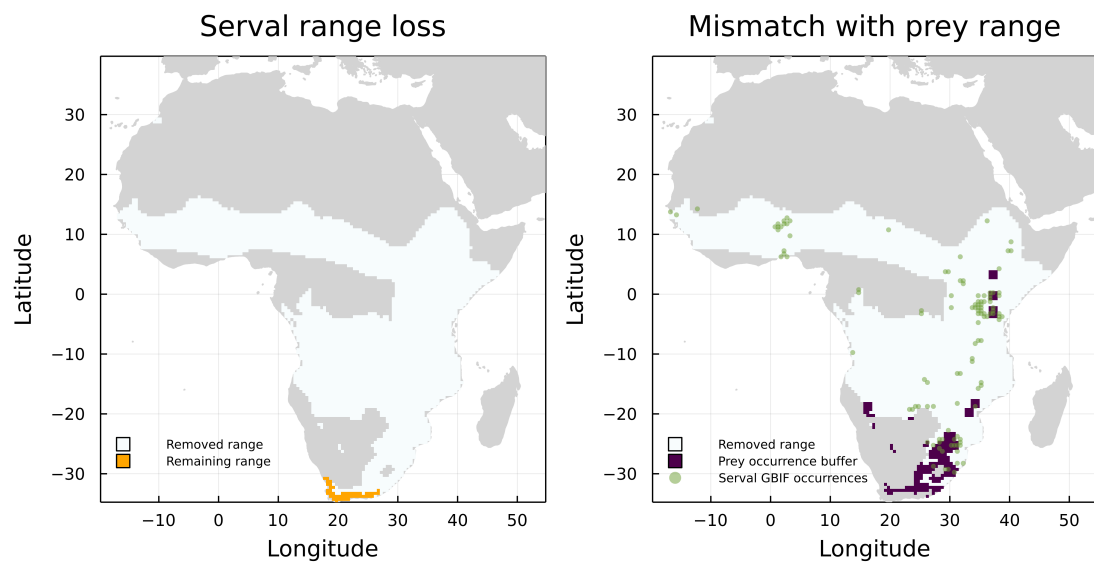 Serval range loss
Mismatch with prey range
Latitude
30
20
10
0
−10
−20
−30
Removed range
Remaining range
−10
0
10
20
30
40
50
Longitude
Latitude
30
20
10
0
−10
−20
−30
Removed range
Prey occurrence buffer
Serval GBIF occurrences
−10
0
10
20
30
40
50
Longitude